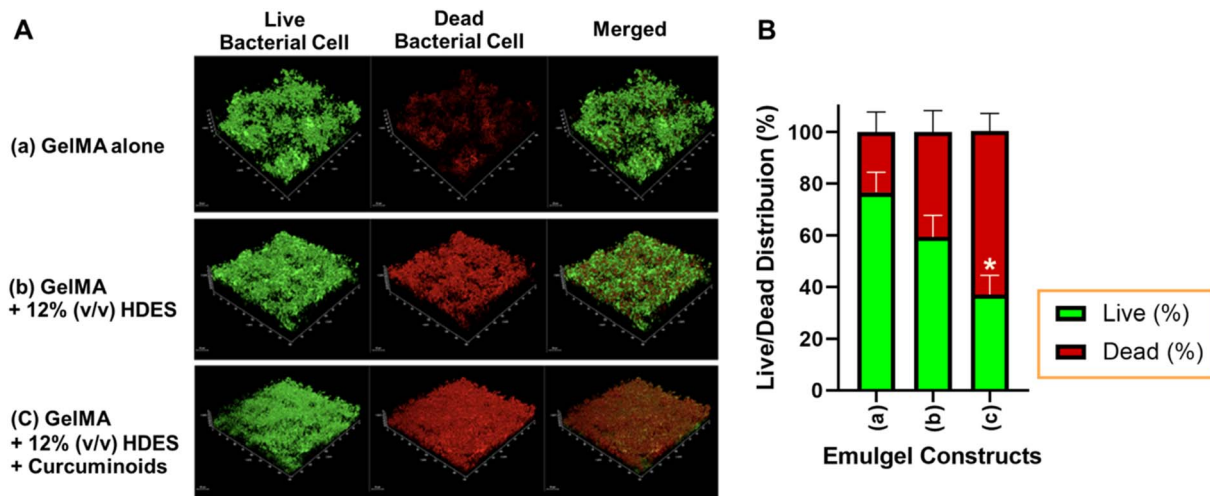 A
Live
Bacterial Cell
Dead
Bacterial Cell
Merged
(a) GelMA alone
(b) GelMA
+ 12% (v/v) HDES
(C) GelMA
+ 12% (v/v) HDES
+ Curcuminoids
B
Live/Dead Distribuion (%)
100
80
60
40
20
0
*
(a)
(b)
(c)
Emulgel Constructs
Live (%)
Dead (%)